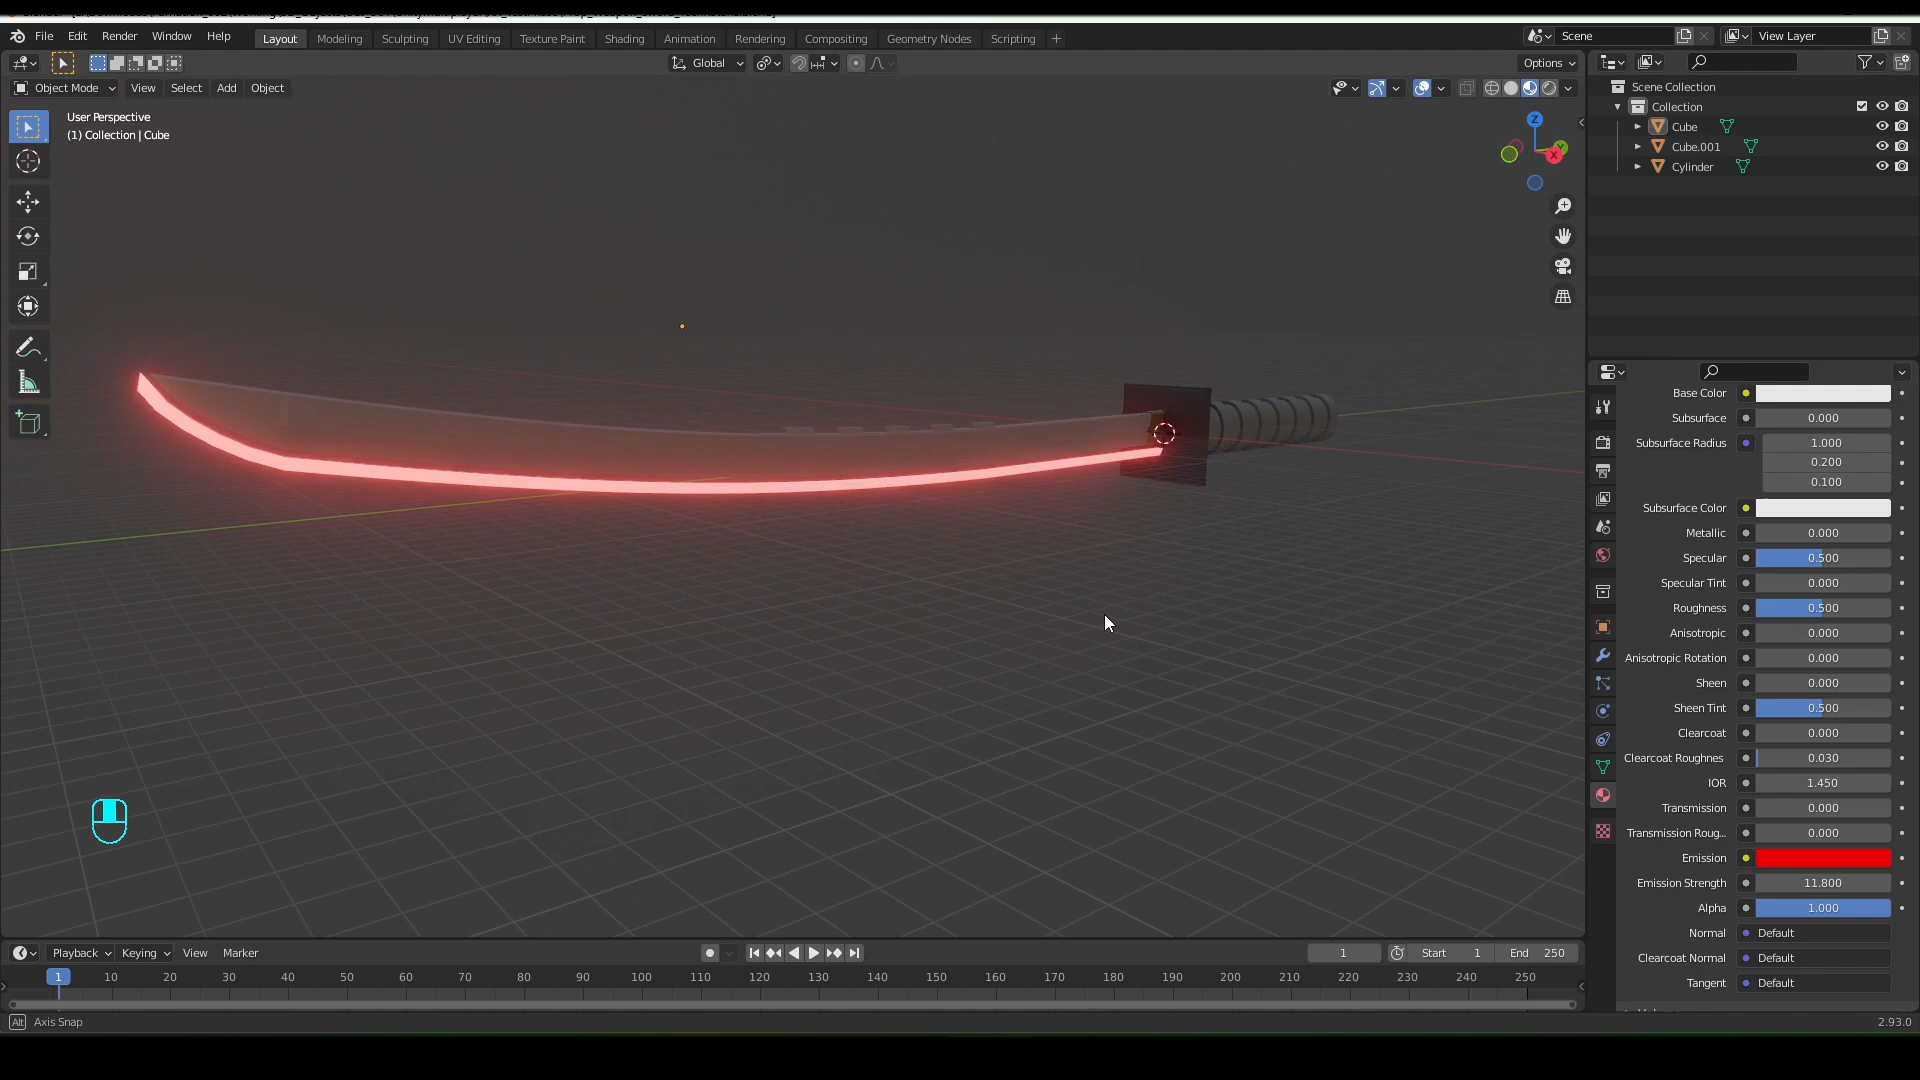 File Edit Render Window Help Layout Modeling Sculpting UV Editing Texture Paint Shading Animation Rendering Compositing Geometry Nodes Scripting + Scene View Layer
Global Options
Object Mode View Select Add Object
User Perspective
(1) Collection | Cube
Z
Y
X
Scene Collection
Collection
Cube
Cube.001
Cylinder
Base Color
Subsurface 0.000
Subsurface Radius 1.000
0.200
0.100
Subsurface Color
Metallic 0.000
Specular 0.500
Specular Tint 0.000
Roughness 0.500
Anisotropic 0.000
Anisotropic Rotation 0.000
Sheen 0.000
Sheen Tint 0.500
Clearcoat 0.000
Clearcoat Roughnes 0.030
IOR 1.450
Transmission 0.000
Transmission Roug... 0.000
Emission
Emission Strength 11.800
Alpha 1.000
Normal Default
Clearcoat Normal Default
Tangent Default
Playback Keying View Marker 1 Start 1 End 250
1 10 20 30 40 50 60 70 80 90 100 110 120 130 140 150 160 170 180 190 200 210 220 230 240 250
Alt Axis Snap 2.93.0